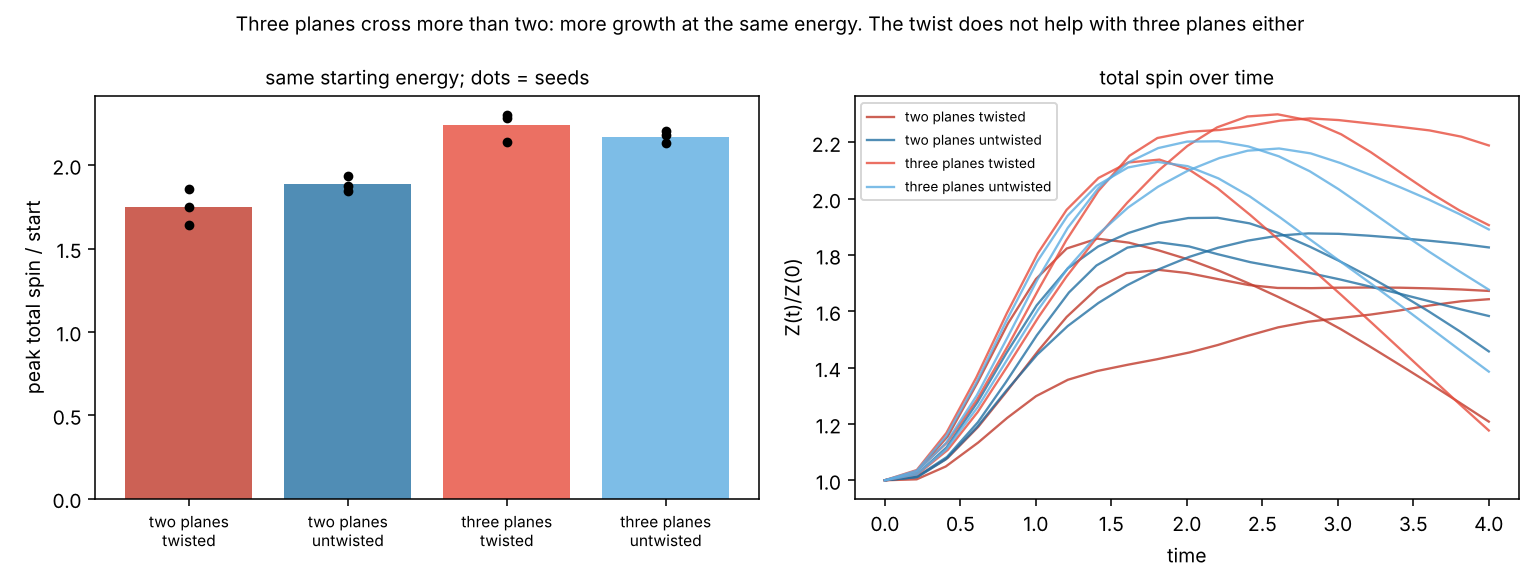 Three planes cross more than two: more growth at the same energy. The twist does not help with three planes either
same starting energy; dots = seeds
peak total spin / start
2.0
1.5
1.0
0.5
0.0
two planes
twisted
two planes
untwisted
three planes
twisted
three planes
untwisted
total spin over time
two planes twisted
two planes untwisted
three planes twisted
three planes untwisted
Z(t)/Z(0)
2.2
2.0
1.8
1.6
1.4
1.2
1.0
0.0 0.5 1.0 1.5 2.0 2.5 3.0 3.5 4.0
time